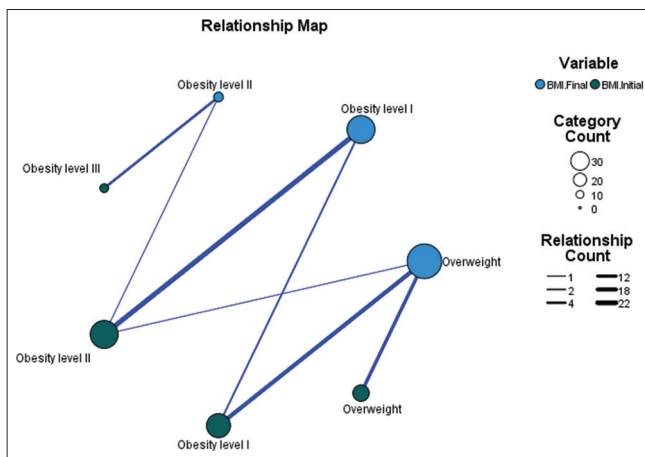 Relationship Map
Variable
BMI.Final BMI.Initial
Category
Count
30
20
10
0
Relationship
Count
1 12
2 18
4 22
Obesity level II
Obesity level I
Obesity level III
Overweight
Obesity level II
Overweight
Obesity level I